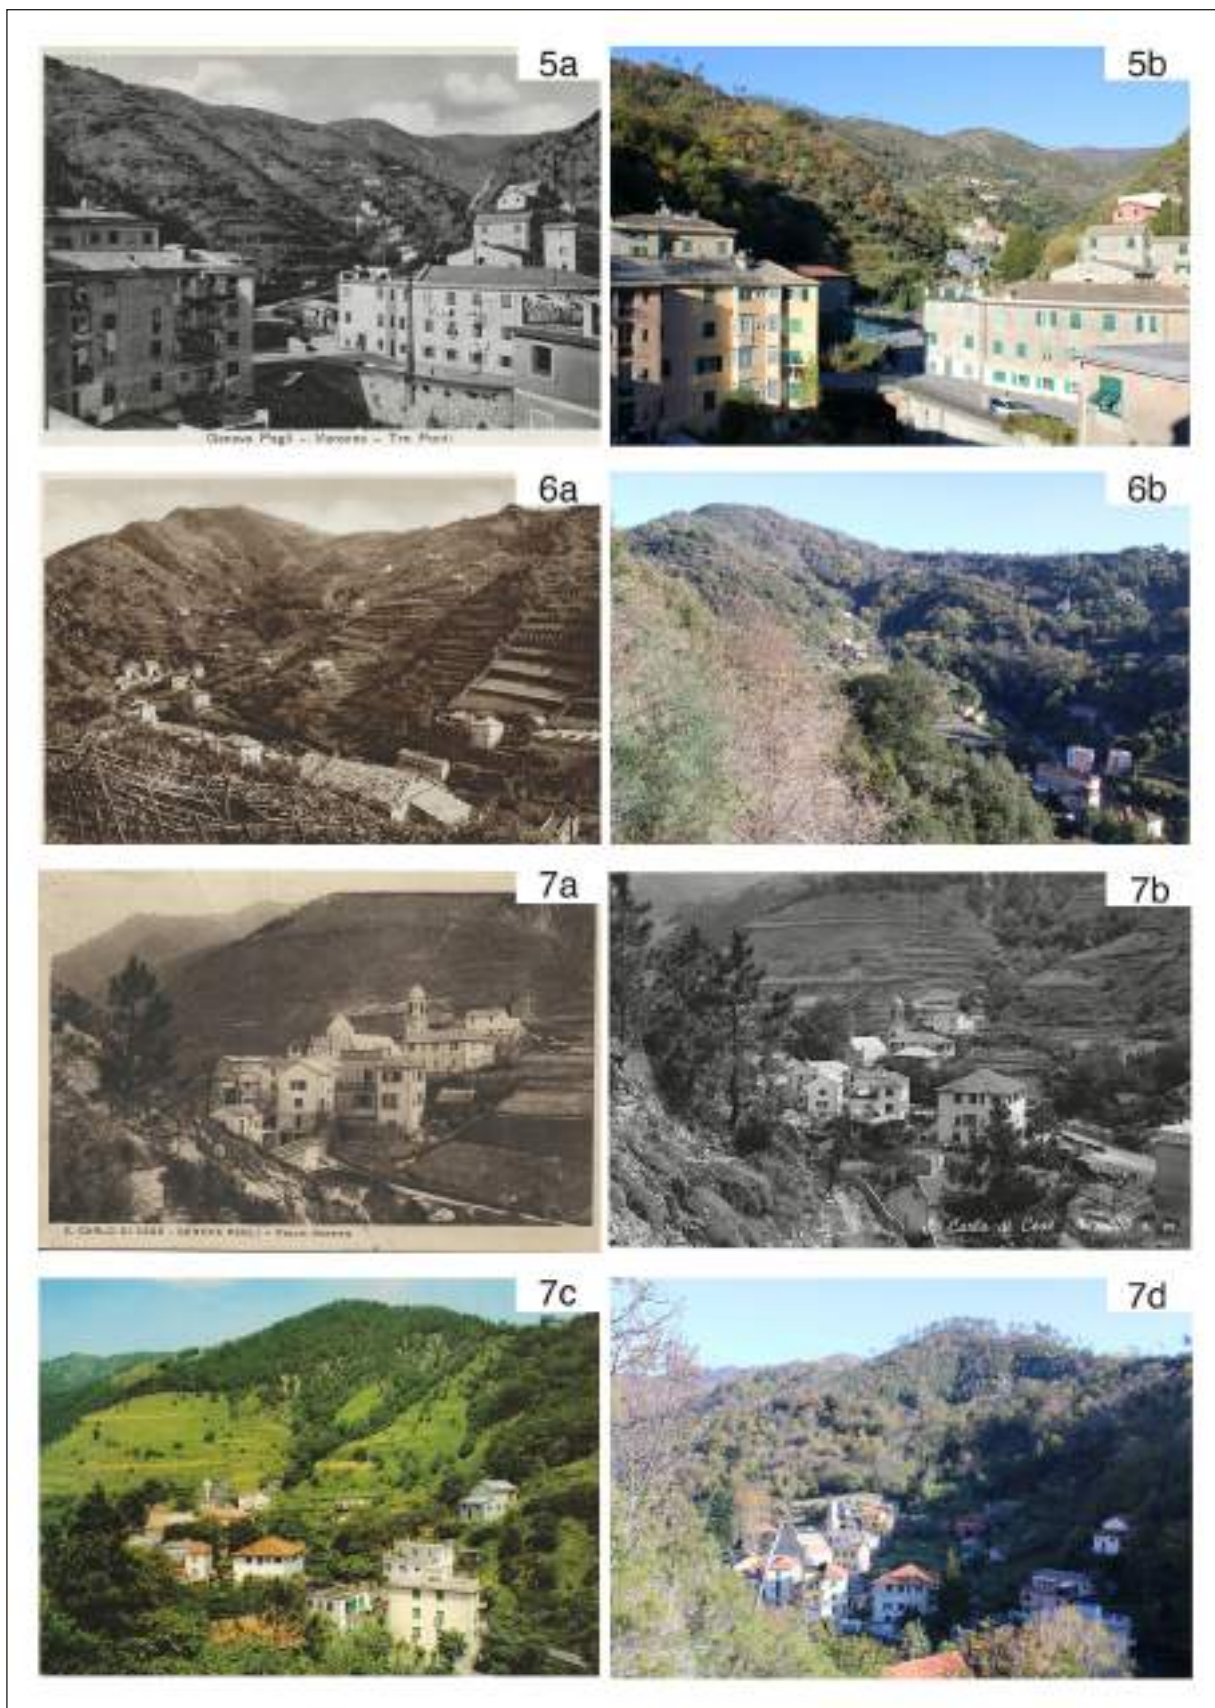 5a
5b
Genova Pegli - - Tre Ponti
6a
6b
7a
7b
S. CARLO DI CESE - GENOVA PEGLI -
S. Carlo di Cese
7c
7d